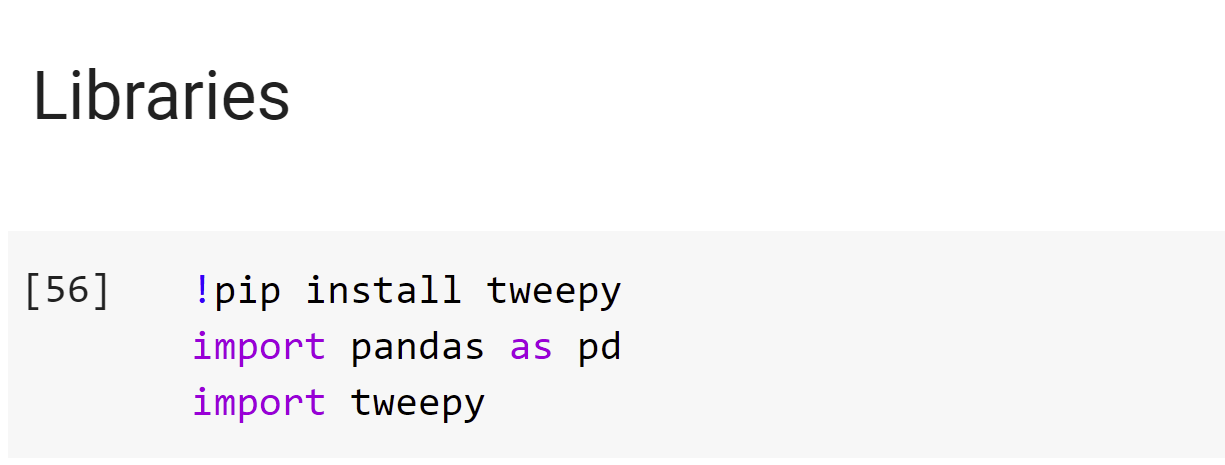 Libraries
[56] !pip install tweepy
import pandas as pd
import tweepy